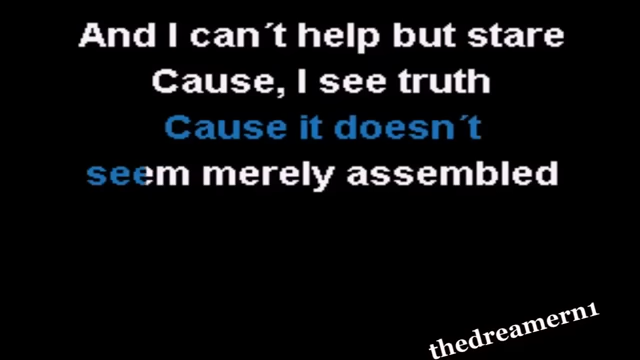 And I can´t help but stare
Cause, I see truth
Cause it doesn´t
seem merely assembled
thedreamern1